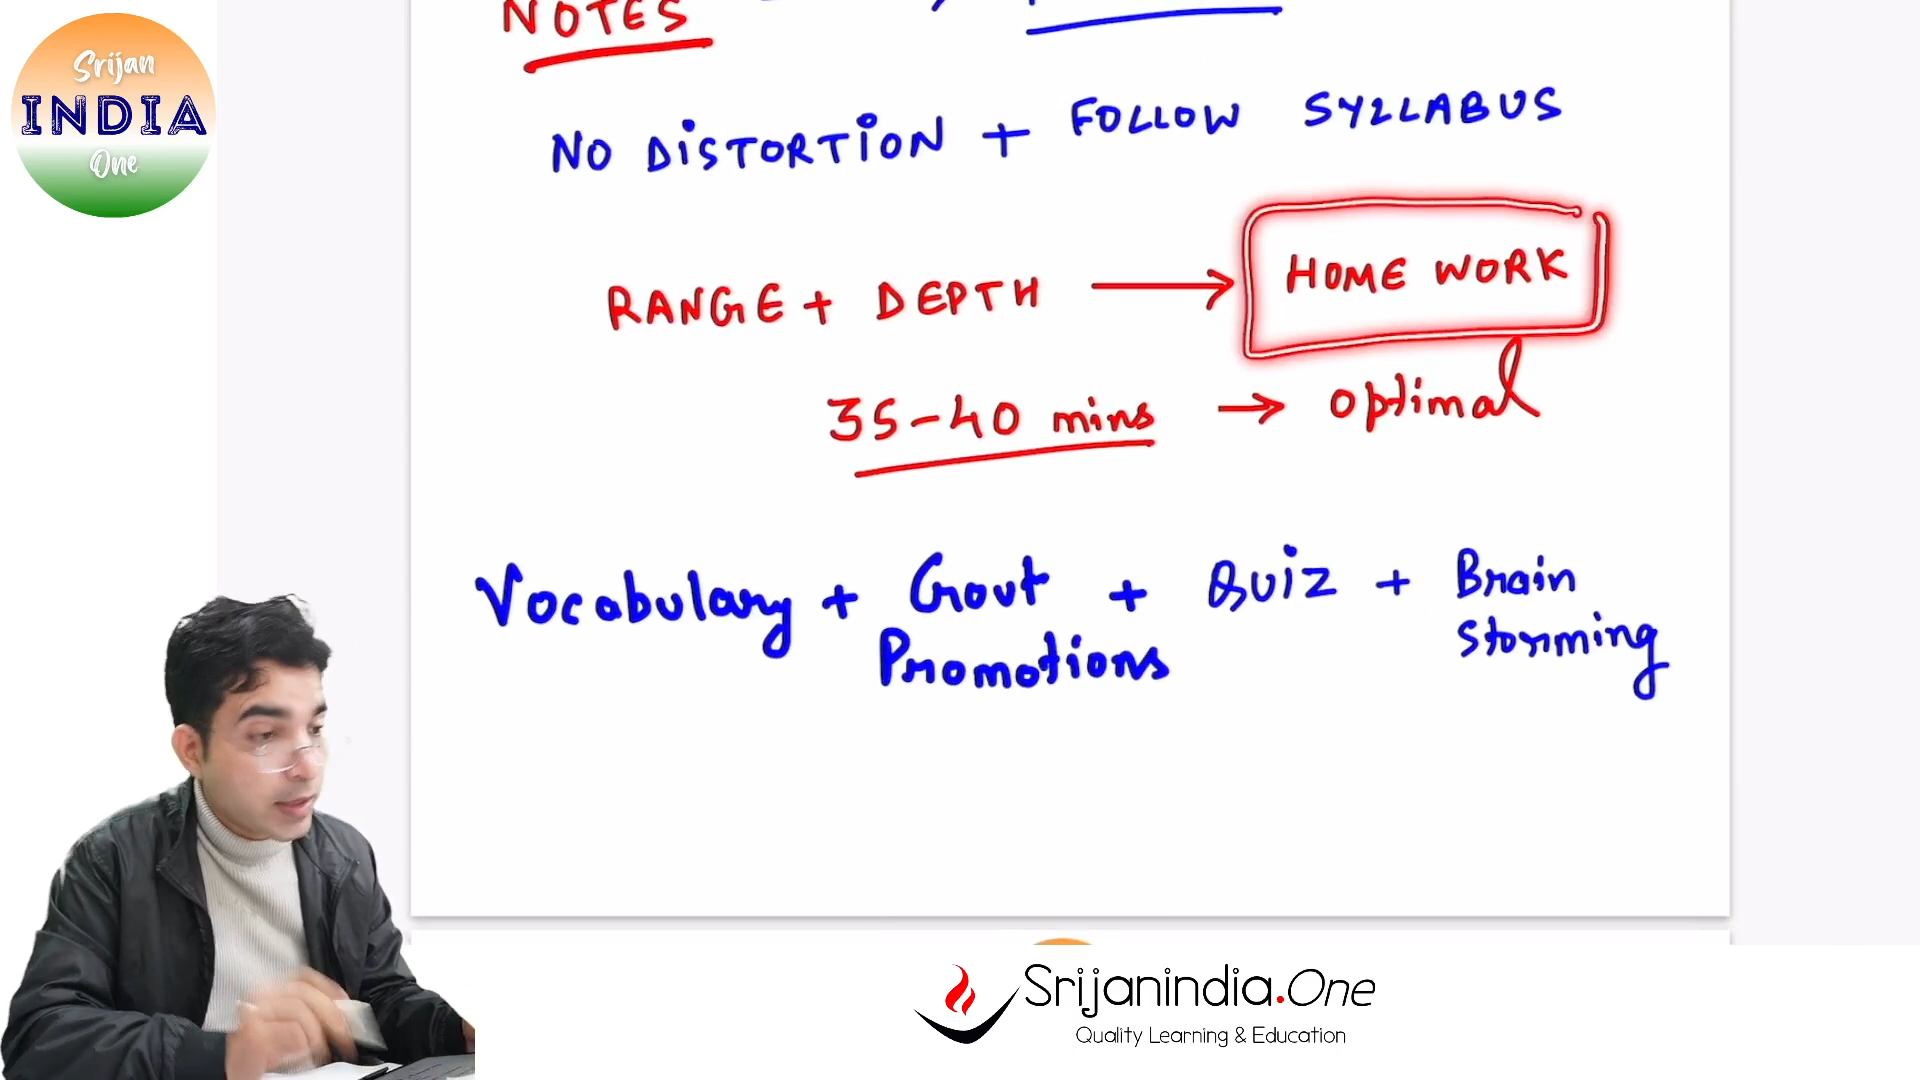 Srijan
INDIA
One
NOTES
NO DISTORTION + FOLLOW SYLLABUS
RANGE + DEPTH → HOME WORK
35-40 mins → optimal
Vocabulary + Govt + QUIZ + Brain
Promotions storming
Srijanindia.One
Quality Learning & Education